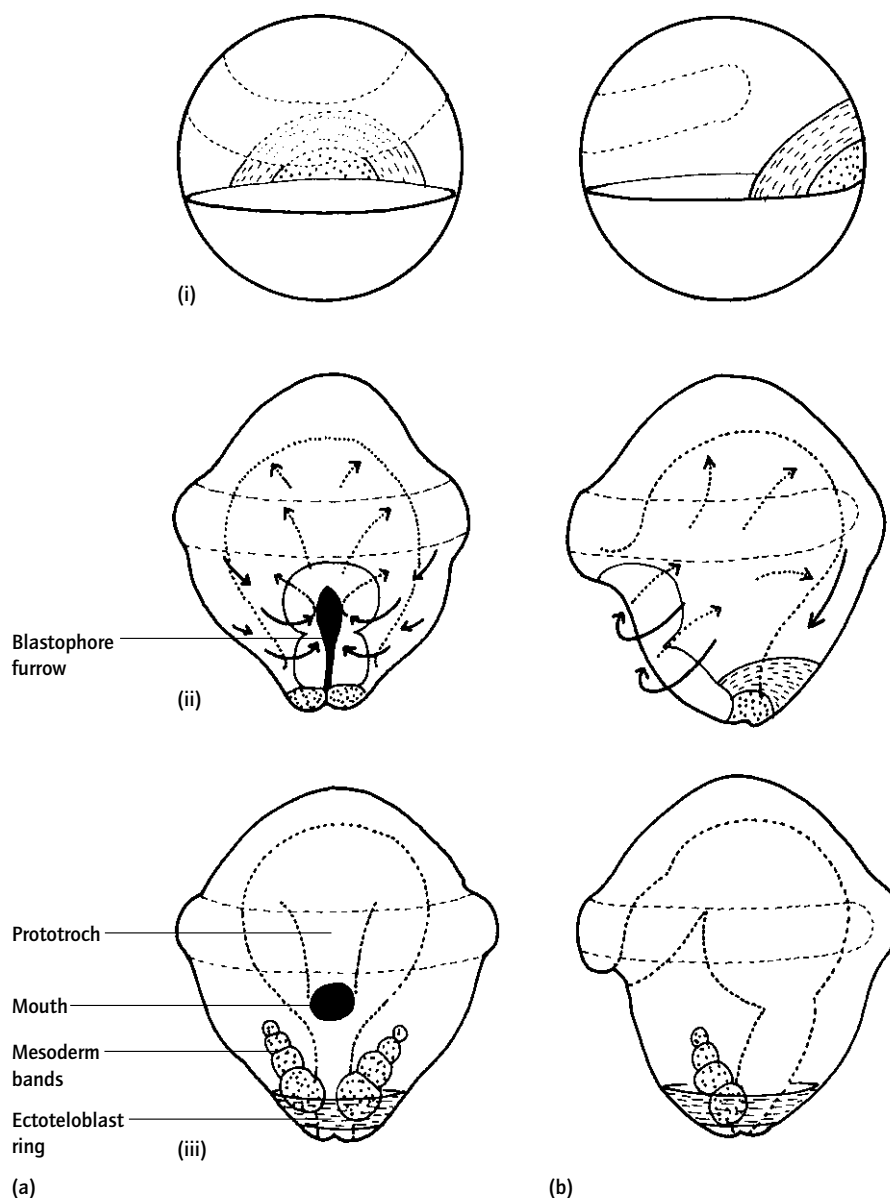 (i)
Blastophore
furrow
(ii)
Prototroch
Mouth
Mesoderm
bands
Ectoteloblast
ring
(iii)
(a)
(b)